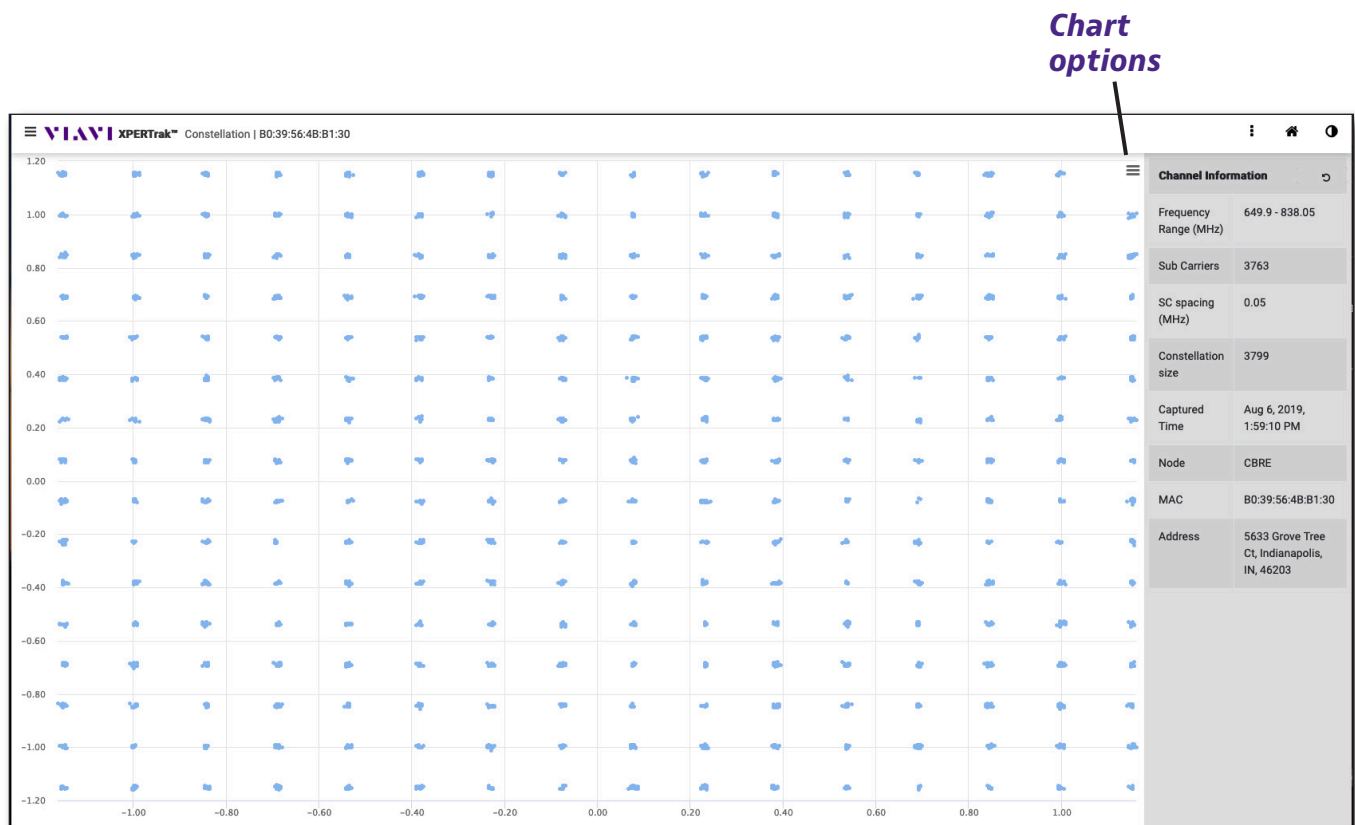 Chart
options
VIAVI XPERTrak™ Constellation | B0:39:56:4B:B1:30
1.20
1.00
0.80
0.60
0.40
0.20
0.00
−0.20
−0.40
−0.60
−0.80
−1.00
−1.20
−1.00 −0.80 −0.60 −0.40 −0.20 0.00 0.20 0.40 0.60 0.80 1.00
Channel Information
Frequency 649.9 - 838.05
Range (MHz)
Sub Carriers 3763
SC spacing 0.05
(MHz)
Constellation 3799
size
Captured Aug 6, 2019,
Time 1:59:10 PM
Node CBRE
MAC B0:39:56:4B:B1:30
Address 5633 Grove Tree
Ct, Indianapolis,
IN, 46203